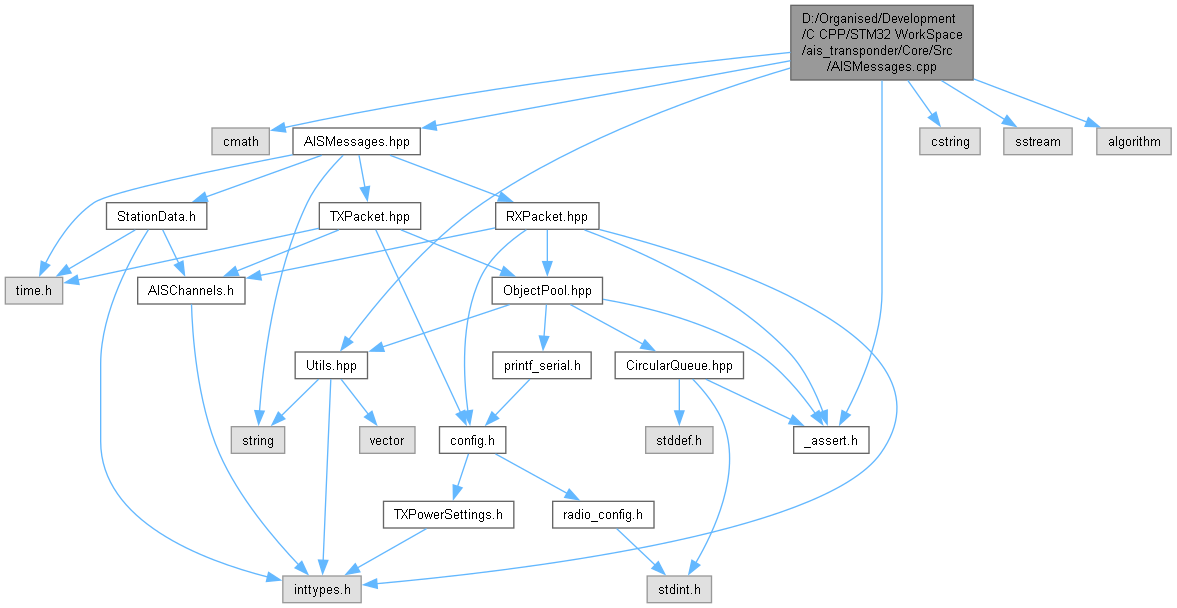 D:/Organised/Development
/C CPP/STM32 WorkSpace
/ais_transponder/Core/Src
/AISMessages.cpp
cmath
AISMessages.hpp
cstring
sstream
algorithm
StationData.h
TXPacket.hpp
RXPacket.hpp
time.h
AISChannels.h
ObjectPool.hpp
Utils.hpp
printf_serial.h
CircularQueue.hpp
string
vector
config.h
stddef.h
_assert.h
TXPowerSettings.h
radio_config.h
inttypes.h
stdint.h